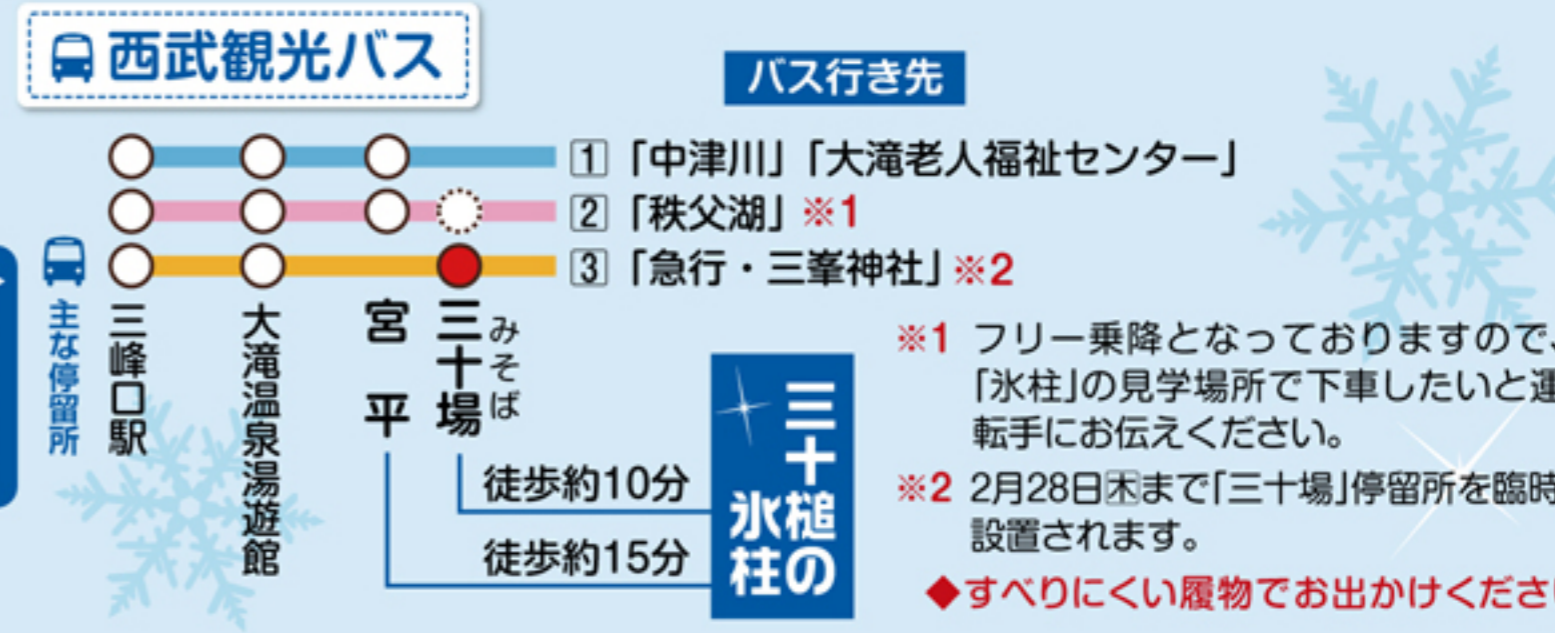 西武観光バス
バス行き先
1「中津川」「大滝老人福祉センター」
2「秩父湖」※1
3「急行・三峯神社」※2
主な停留所
三峰口駅
大滝温泉湯遊館
宮平
三十場
みそば
徒歩約10分
徒歩約15分
三十槌の
氷柱
※1 フリー乗降となっておりますので、
「氷柱」の見学場所で下車したいと運
転手にお伝えください。
※2 2月28日木まで「三十場」停留所を臨時
設置されます。
◆すべりにくい履物でお出かけくださ